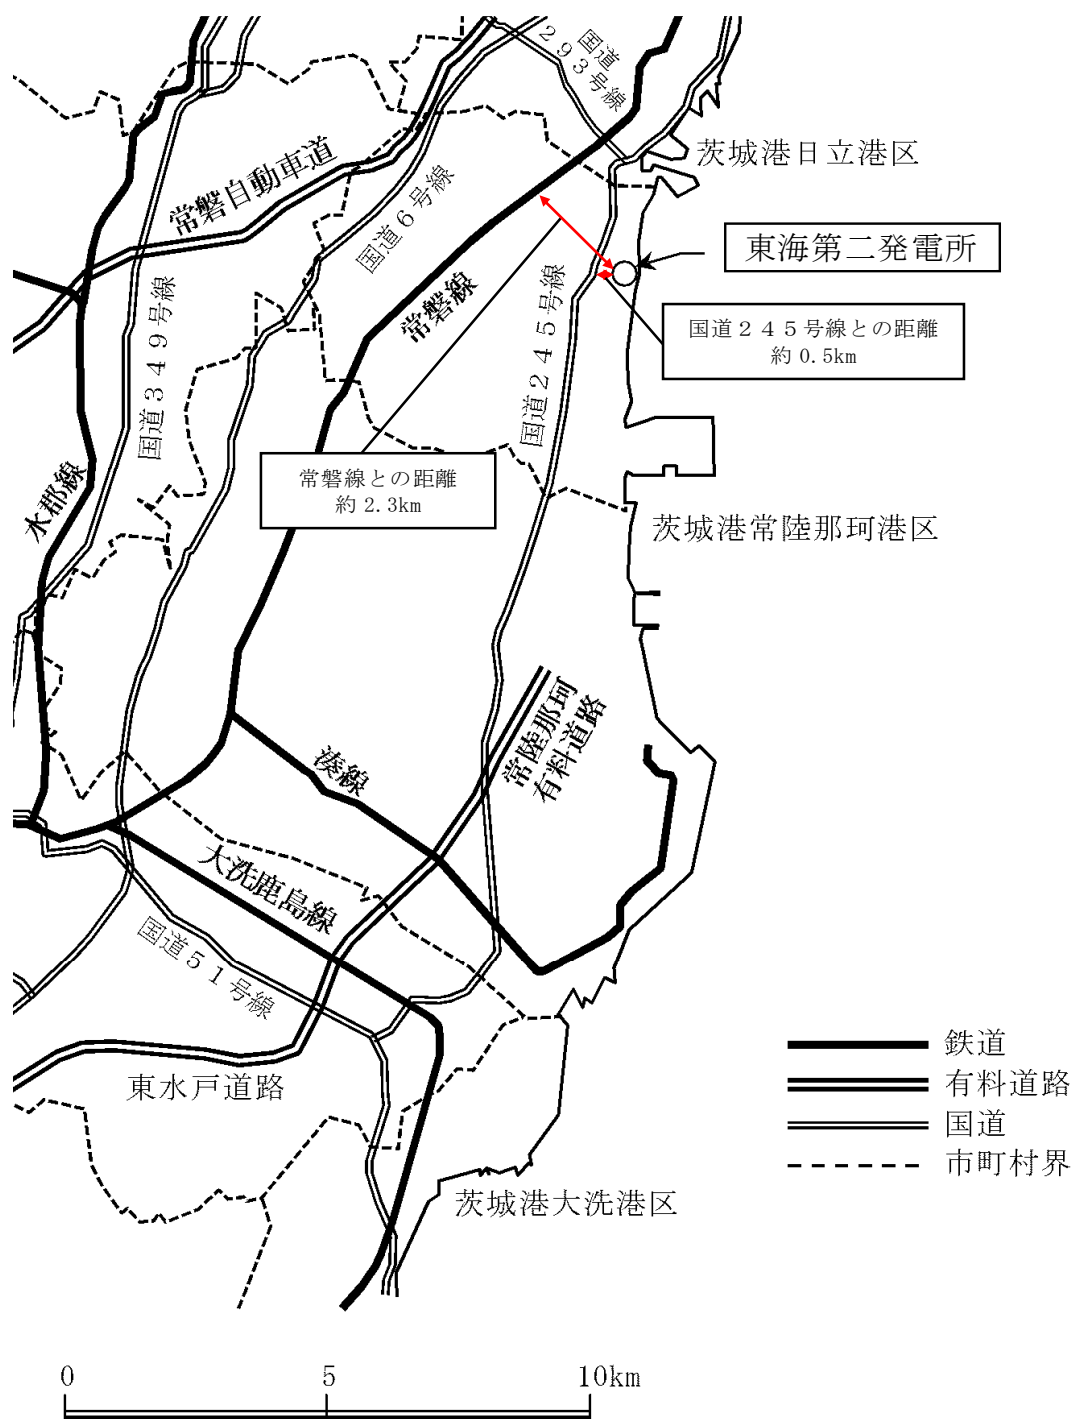 国道
２９３号線
茨城港日立港区
常磐自動車道
国道６号線
東海第二発電所
国道３４９号線
常磐線
国道２４５号線
国道２４５号線との距離
約 0.5km
常磐線との距離
約 2.3km
水郡線
茨城港常陸那珂港区
常陸那珂
有料道路
湊線
大洗鹿島線
国道５１号線
東水戸道路
鉄道
有料道路
国道
市町村界
茨城港大洗港区
0 5 10km